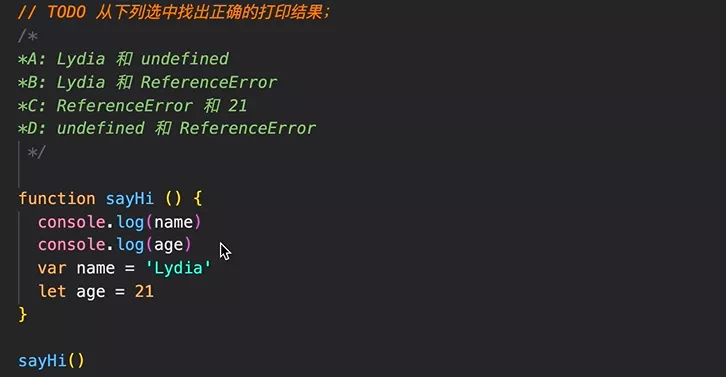 // TODO 从下列选中找出正确的打印结果；
/*
*A: Lydia 和 undefined
*B: Lydia 和 ReferenceError
*C: ReferenceError 和 21
*D: undefined 和 ReferenceError
*/
function sayHi () {
console.log(name)
console.log(age)
var name = 'Lydia'
let age = 21
}
sayHi()